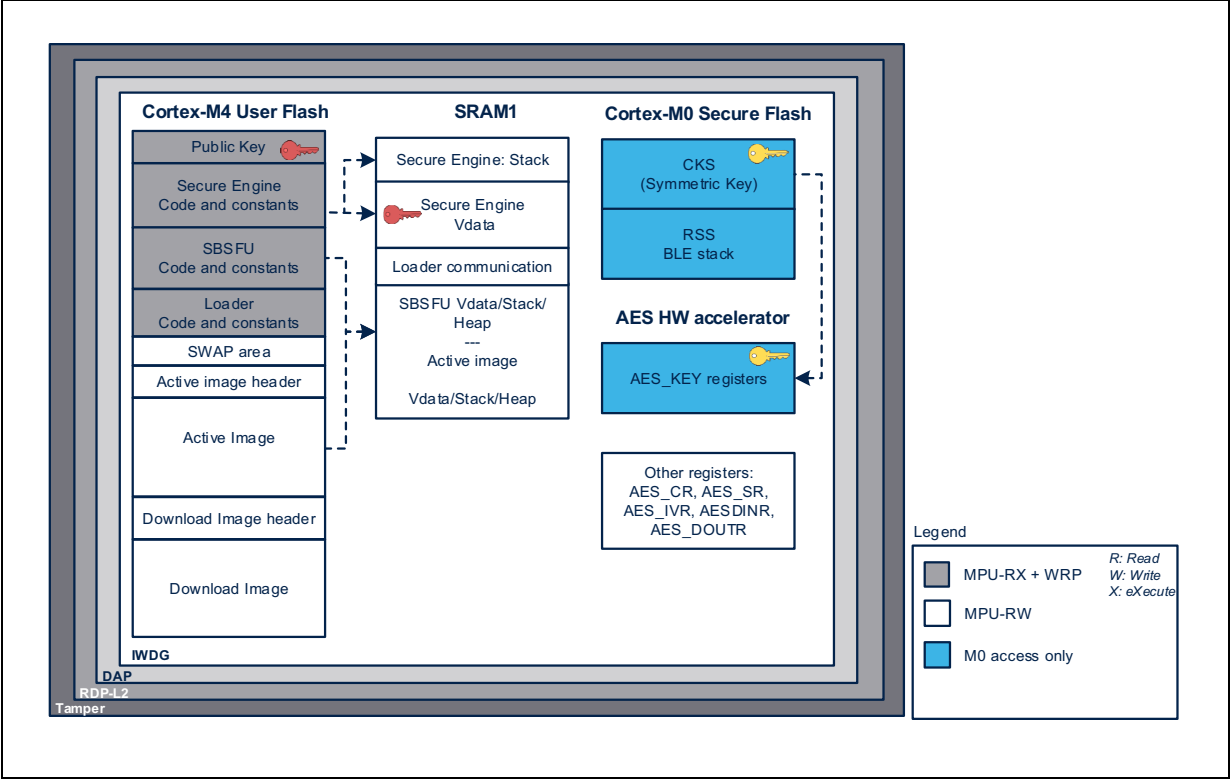 Cortex-M4 User Flash
Public Key
Secure Engine
Code and constants
SBSFU
Code and constants
Loader
Code and constants
SWAP area
Active image header
Active Image
Download Image header
Download Image
SRAM1
Secure Engine: Stack
Secure Engine
Vdata
Loader communication
SBSFU Vdata/Stack/
Heap
---
Active image
Vdata/Stack/Heap
Cortex-M0 Secure Flash
CKS
(Symmetric Key)
RSS
BLE stack
AES HW accelerator
AES_KEY registers
Other registers:
AES_CR, AES_SR,
AES_IVR, AESDINR,
AES_DOUTR
IWDG
DAP
RDP-L2
Tamper
Legend
MPU-RX + WRP
MPU-RW
M0 access only
R: Read
W: Write
X: eXecute